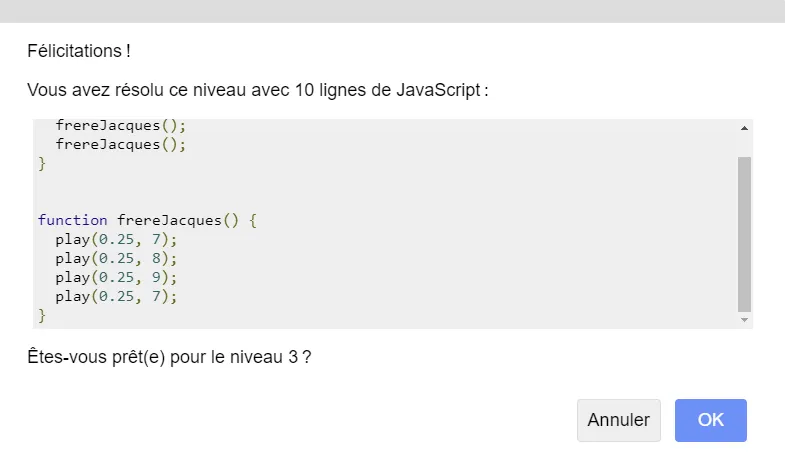 Félicitations !
Vous avez résolu ce niveau avec 10 lignes de JavaScript :
frereJacques();
frereJacques();
}
function frereJacques() {
play(0.25, 7);
play(0.25, 8);
play(0.25, 9);
play(0.25, 7);
}
Êtes-vous prêt(e) pour le niveau 3 ?
Annuler OK